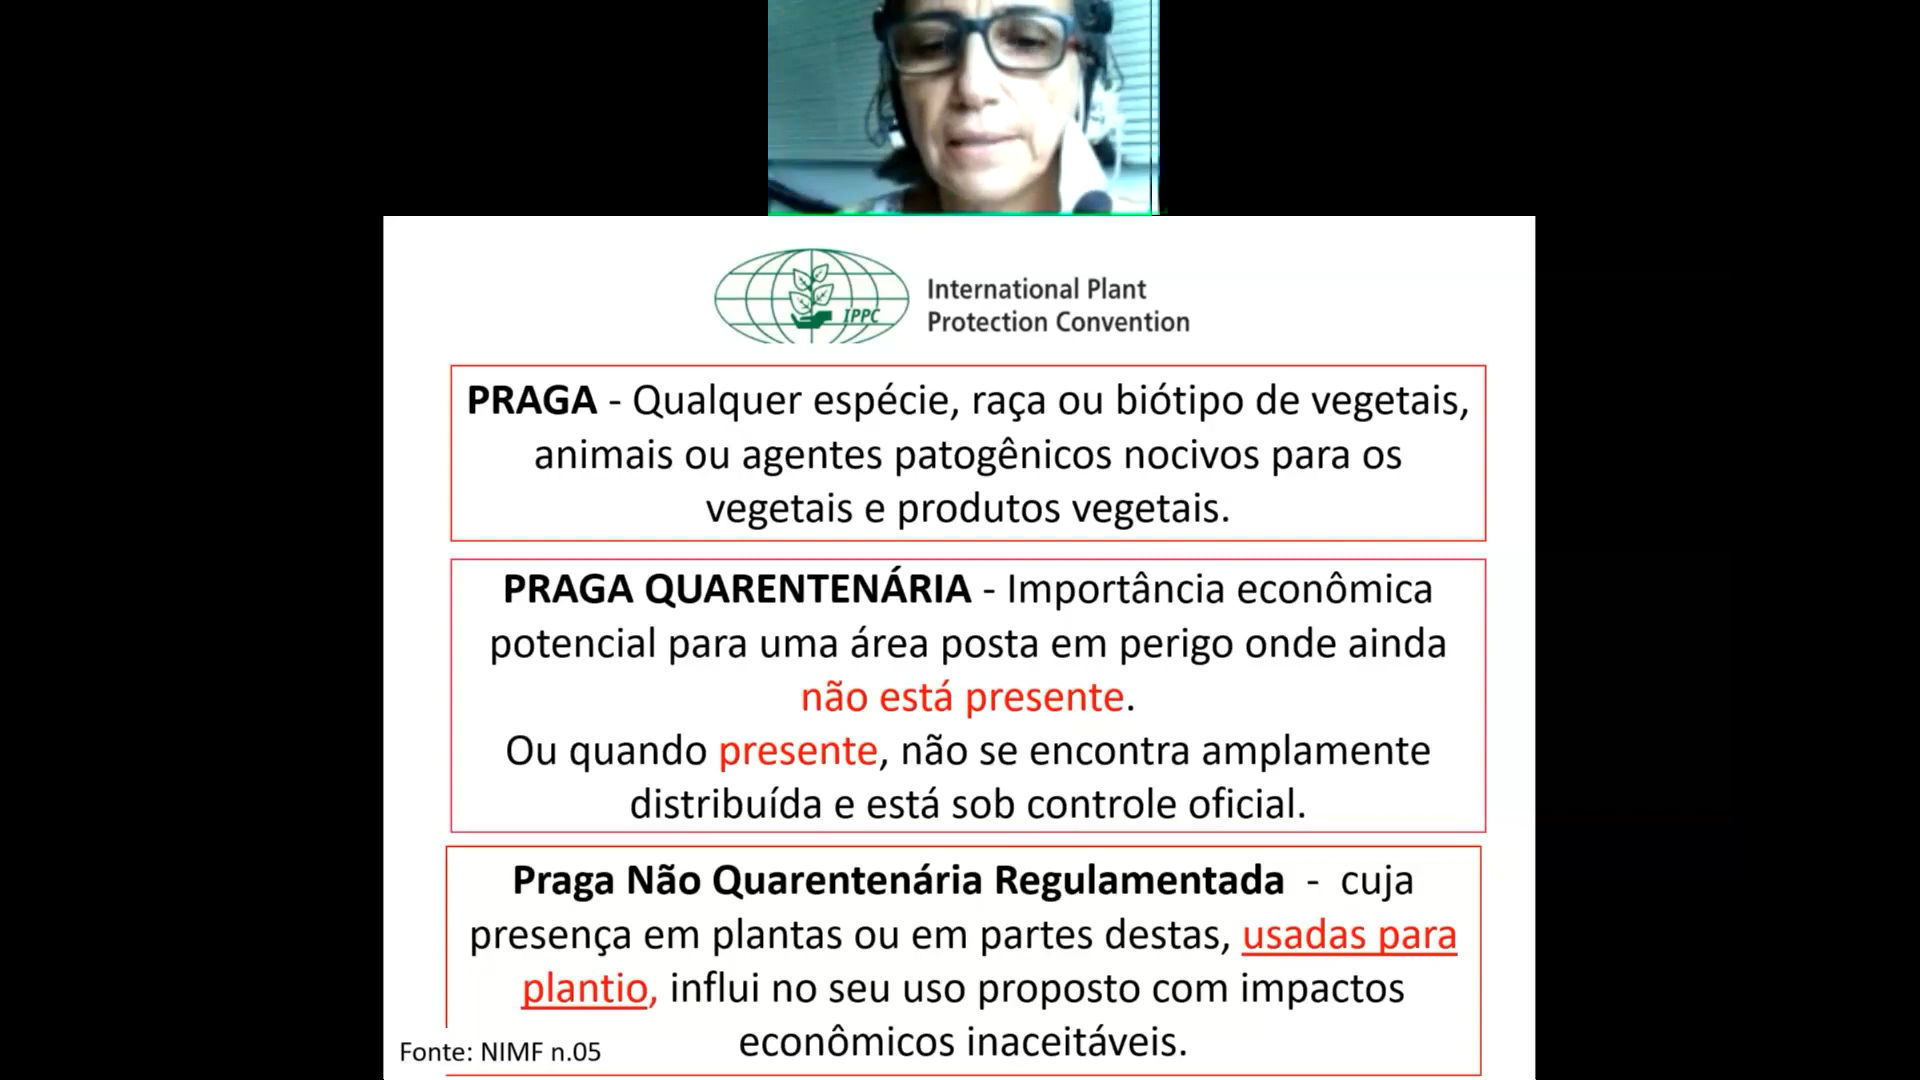 IPPC
International Plant
Protection Convention
PRAGA - Qualquer espécie, raça ou biótipo de vegetais,
animais ou agentes patogênicos nocivos para os
vegetais e produtos vegetais.
PRAGA QUARENTENÁRIA - Importância econômica
potencial para uma área posta em perigo onde ainda
não está presente.
Ou quando presente, não se encontra amplamente
distribuída e está sob controle oficial.
Praga Não Quarentenária Regulamentada - cuja
presença em plantas ou em partes destas, usadas para
plantio, influi no seu uso proposto com impactos
econômicos inaceitáveis.
Fonte: NIMF n.05